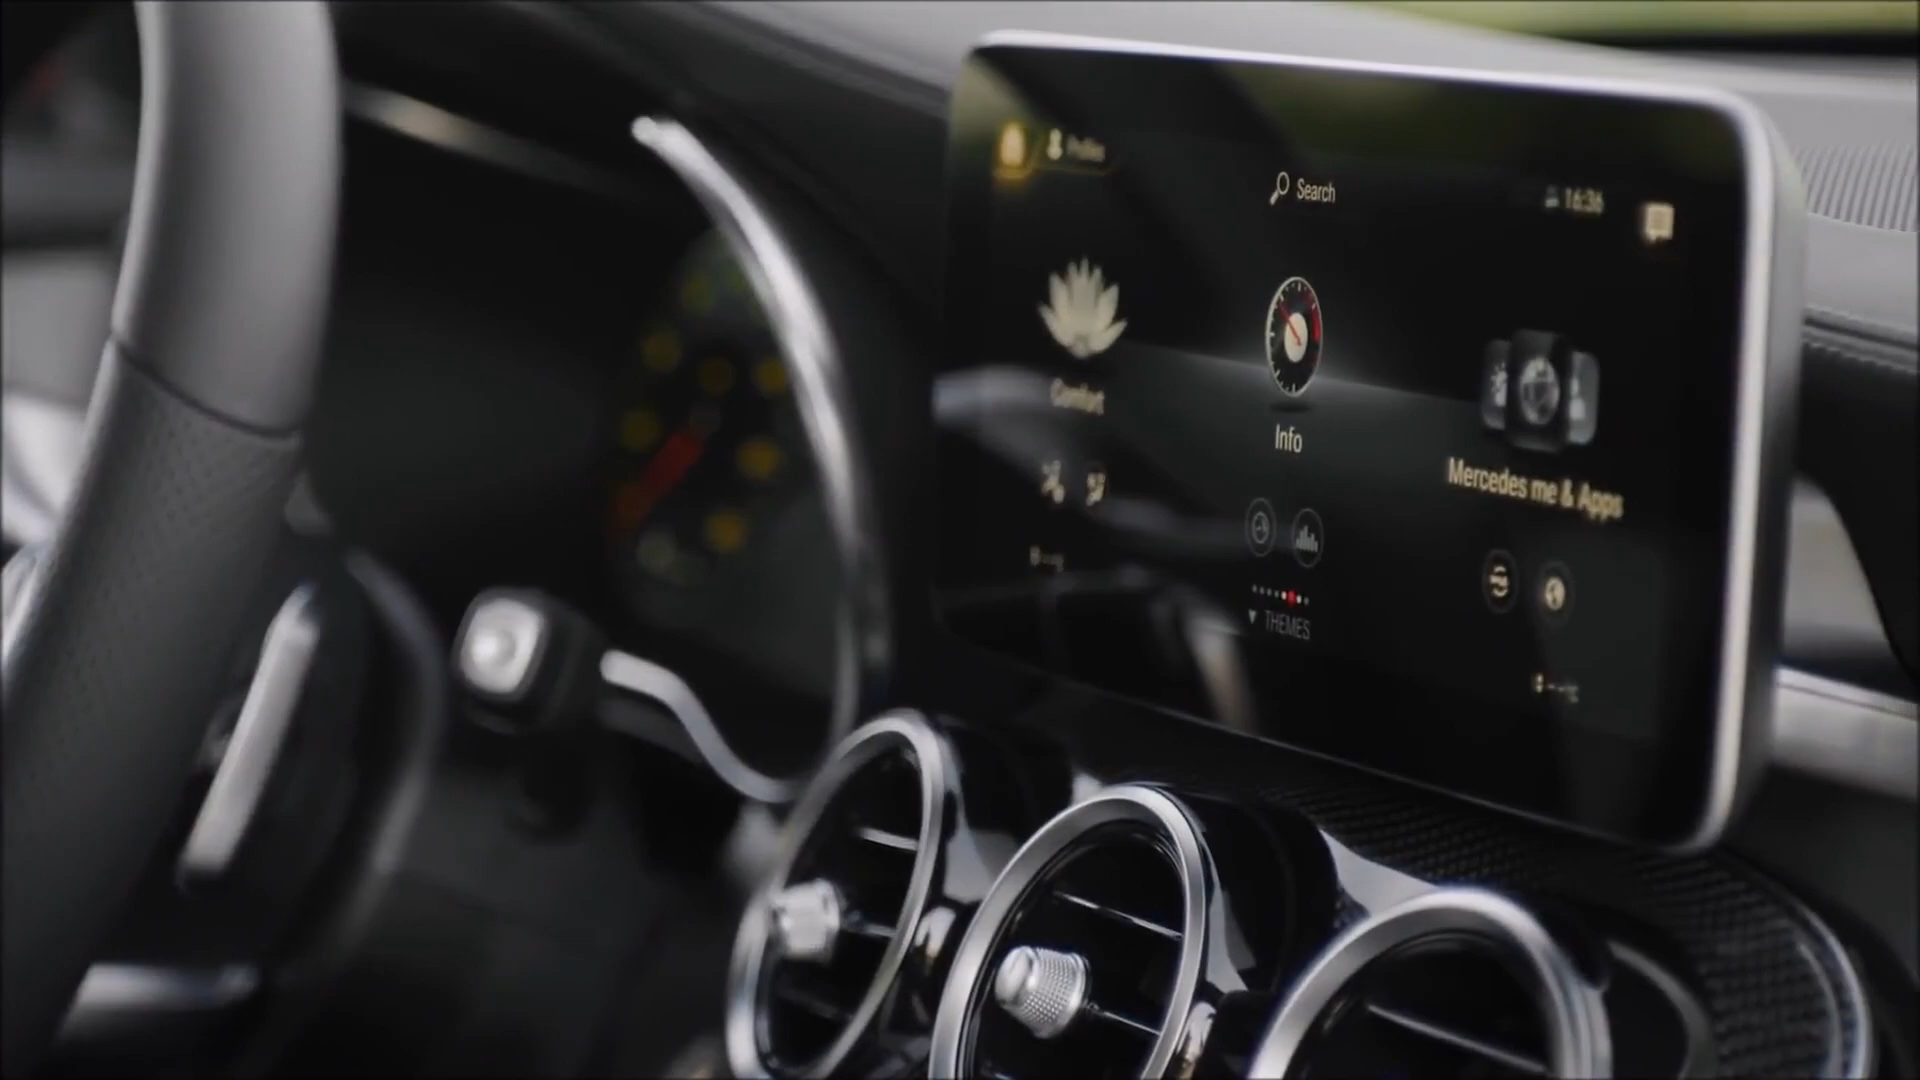 Profiles
Search
16:36
Comfort
Info
Mercedes me & Apps
THEMES